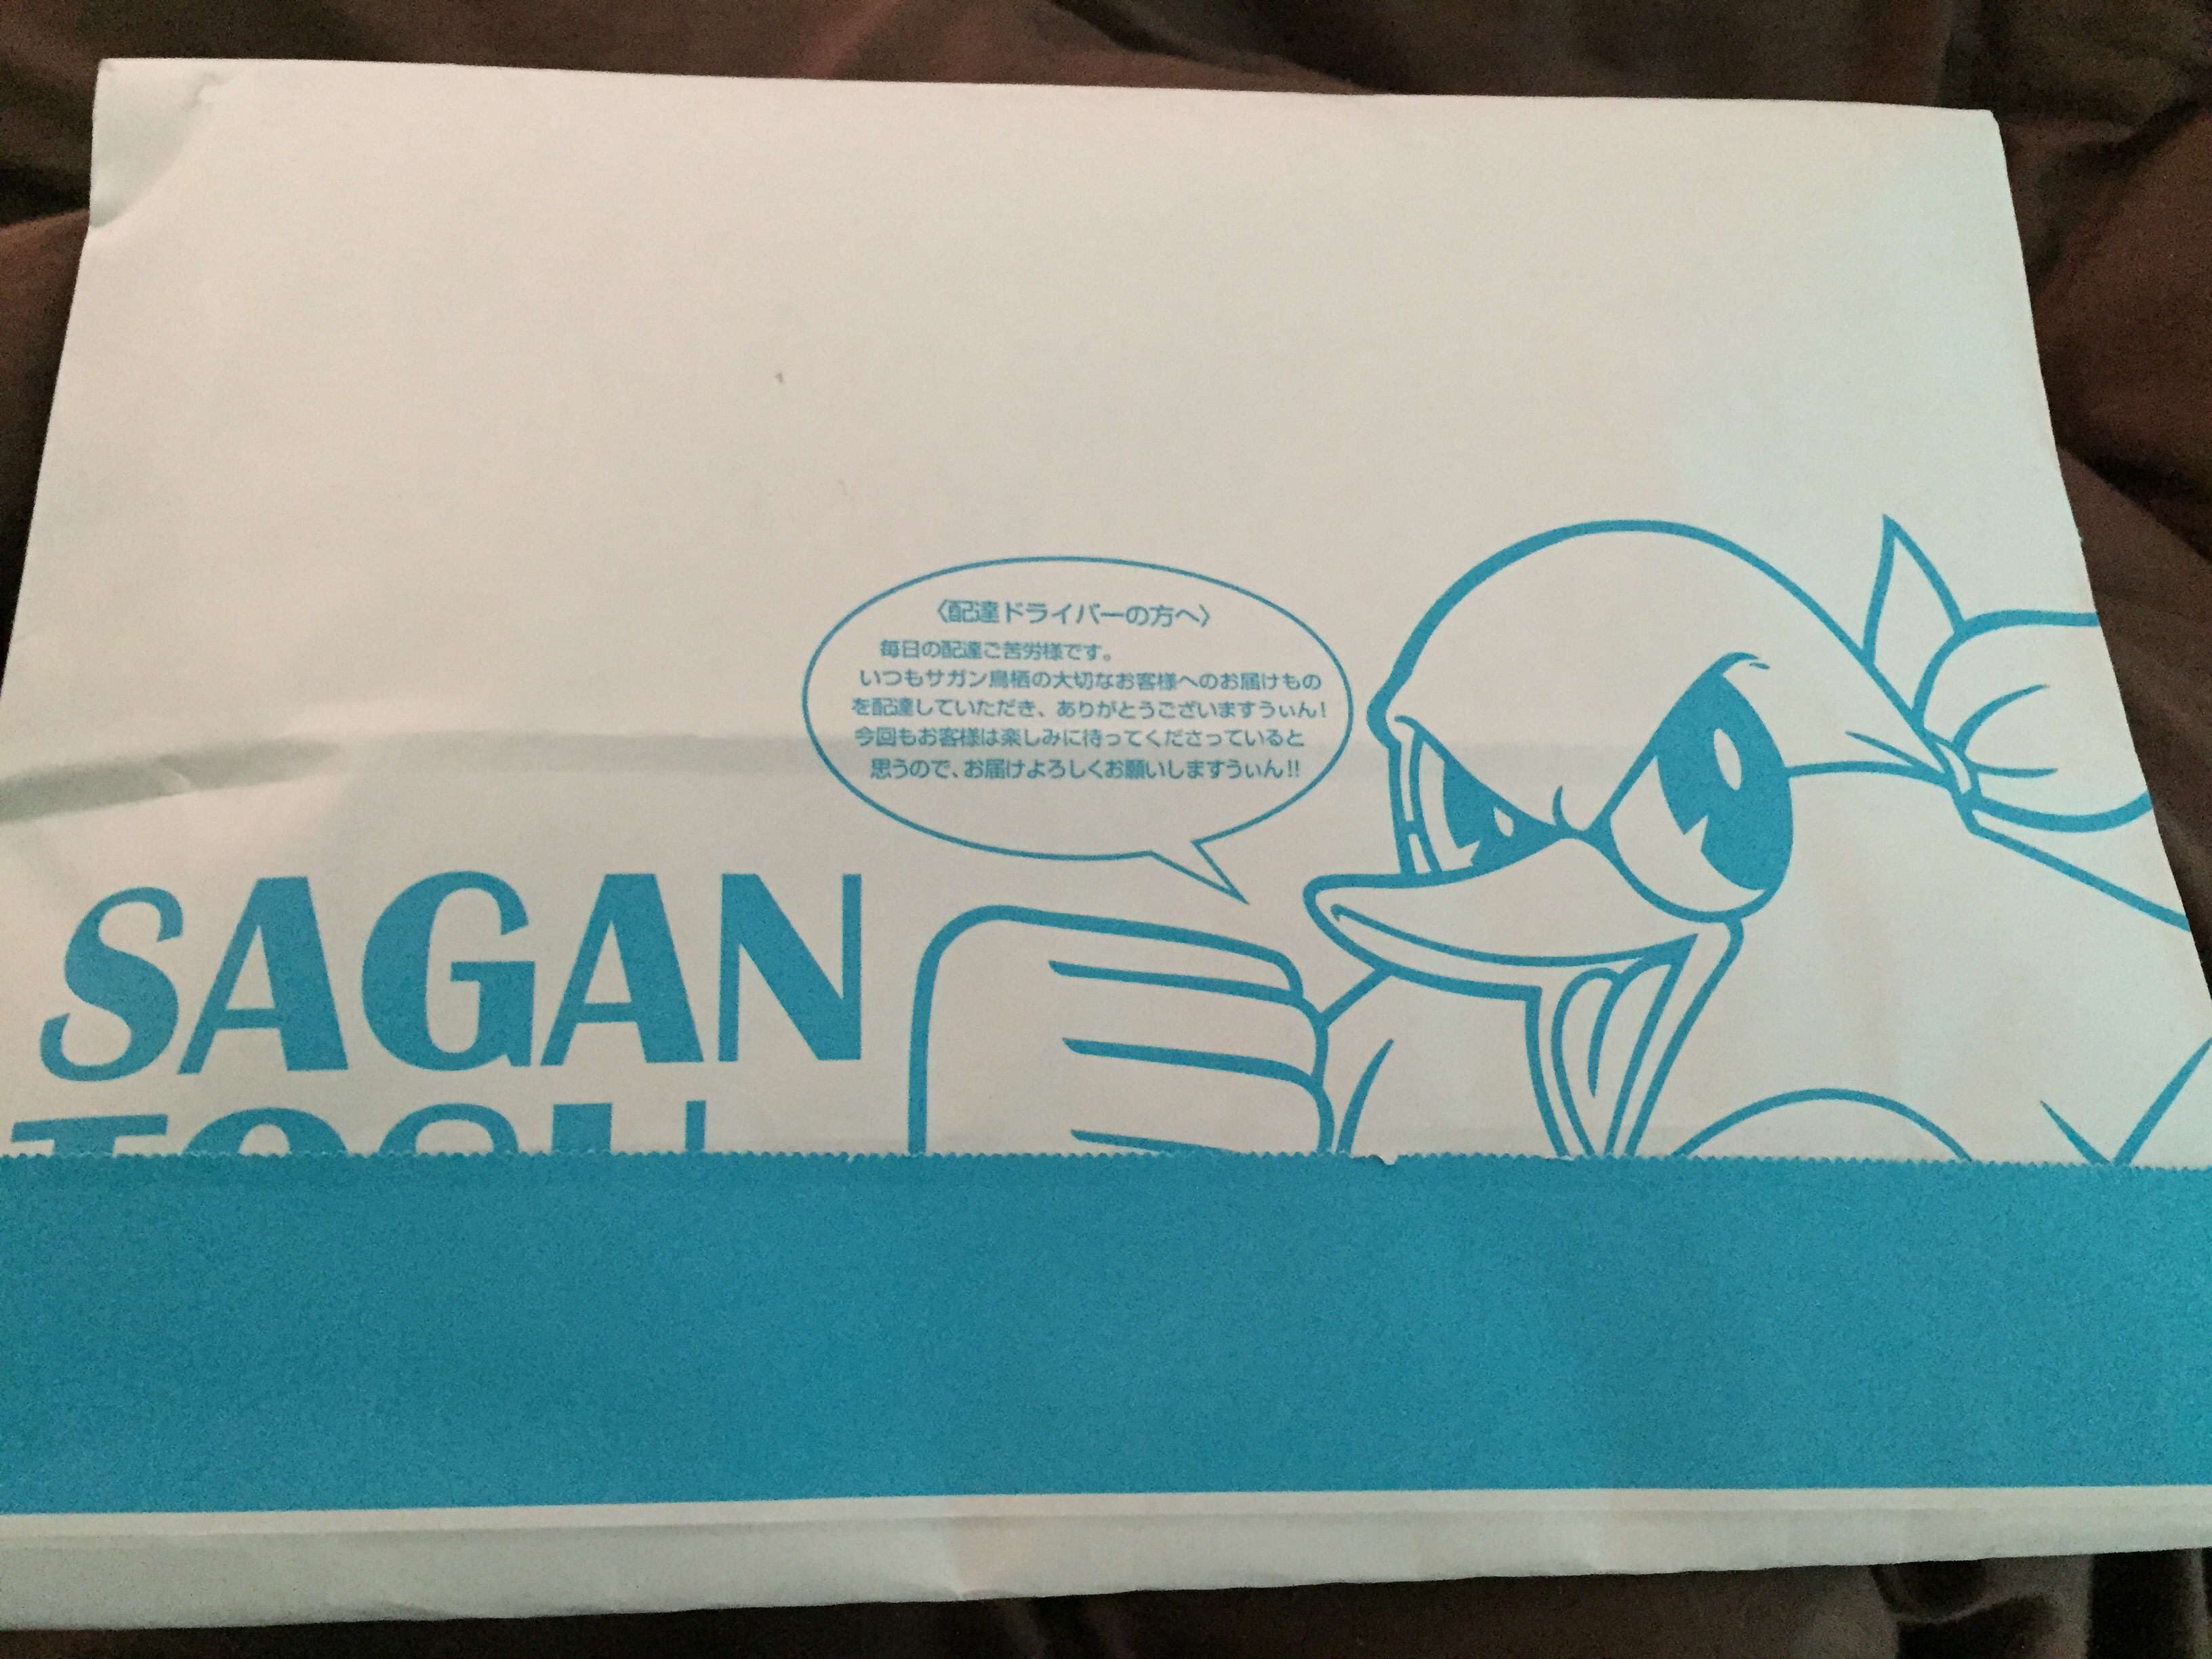 〈配達ドライバーの方へ〉
毎日の配達ご苦労様です。
いつもサガン鳥栖の大切なお客様へのお届けもの
を配達していただき、ありがとうございますうぃん!
今回もお客様は楽しみに待ってくださっていると
思うので、お届けよろしくお願いしますうぃん!!
SAGAN